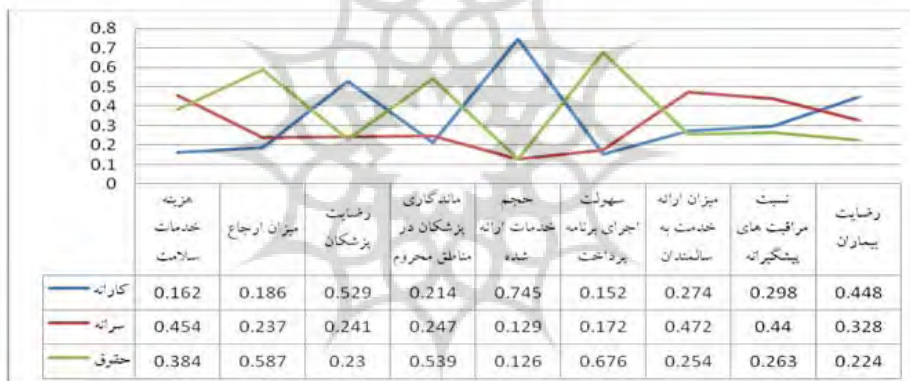 0.8
0.7
0.6
0.5
0.4
0.3
0.2
0.1
0
هزینه
خدمات
سلامت
میزان ارجاع
رضایت
پزشکان
ماندگاری
پزشکان در
مناطق محروم
حجم
خدمات ارائه
شده
سهولت
اجرای برنامه
پرداخت
میزان ارائه
خدمت به
سالمندان
نسبت
مراقبت های
پیشگیرانه
رضایت
بیماران
کارانه 0.162 0.186 0.529 0.214 0.745 0.152 0.274 0.298 0.448
سرانه 0.454 0.237 0.241 0.247 0.129 0.172 0.472 0.44 0.328
حقوق 0.384 0.587 0.23 0.539 0.126 0.676 0.254 0.263 0.224